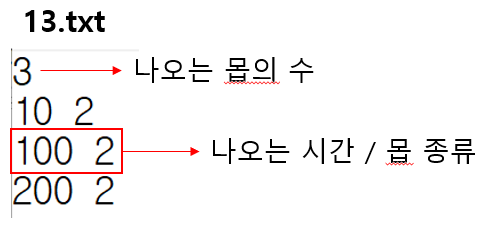 13.txt
3 나오는 몹의 수
10 2
100 2 나오는 시간 / 몹 종류
200 2